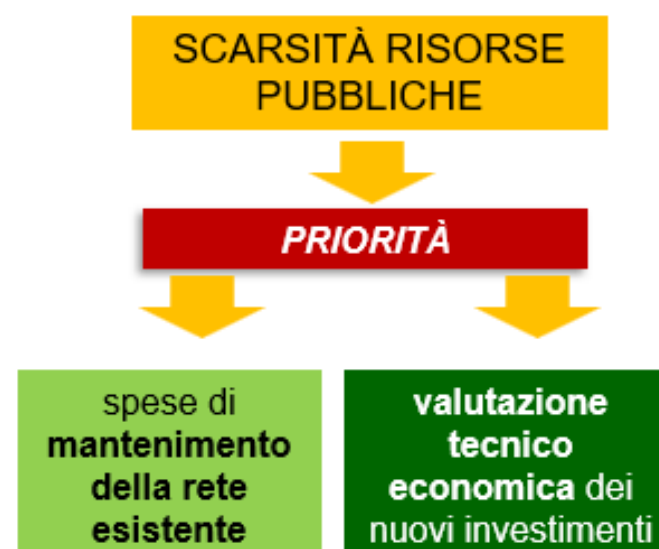 SCARSITÀ RISORSE
PUBBLICHE
PRIORITÀ
spese di
mantenimento
della rete
esistente
valutazione
tecnico
economica dei
nuovi investimenti